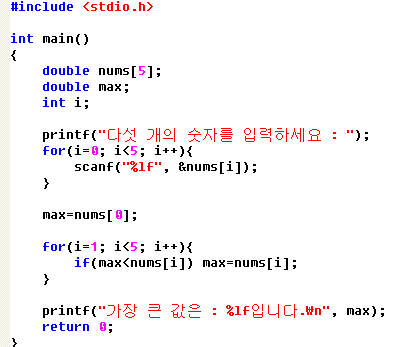 #include <stdio.h>
int main()
{
double nums[5];
double max;
int i;
printf("다섯 개의 숫자를 입력하세요 : ");
for(i=0; i<5; i++){
scanf("%lf", &nums[i]);
}
max=nums[0];
for(i=1; i<5; i++){
if(max<nums[i]) max=nums[i];
}
printf("가장 큰 값은 : %lf입니다.₩n", max);
return 0;
}